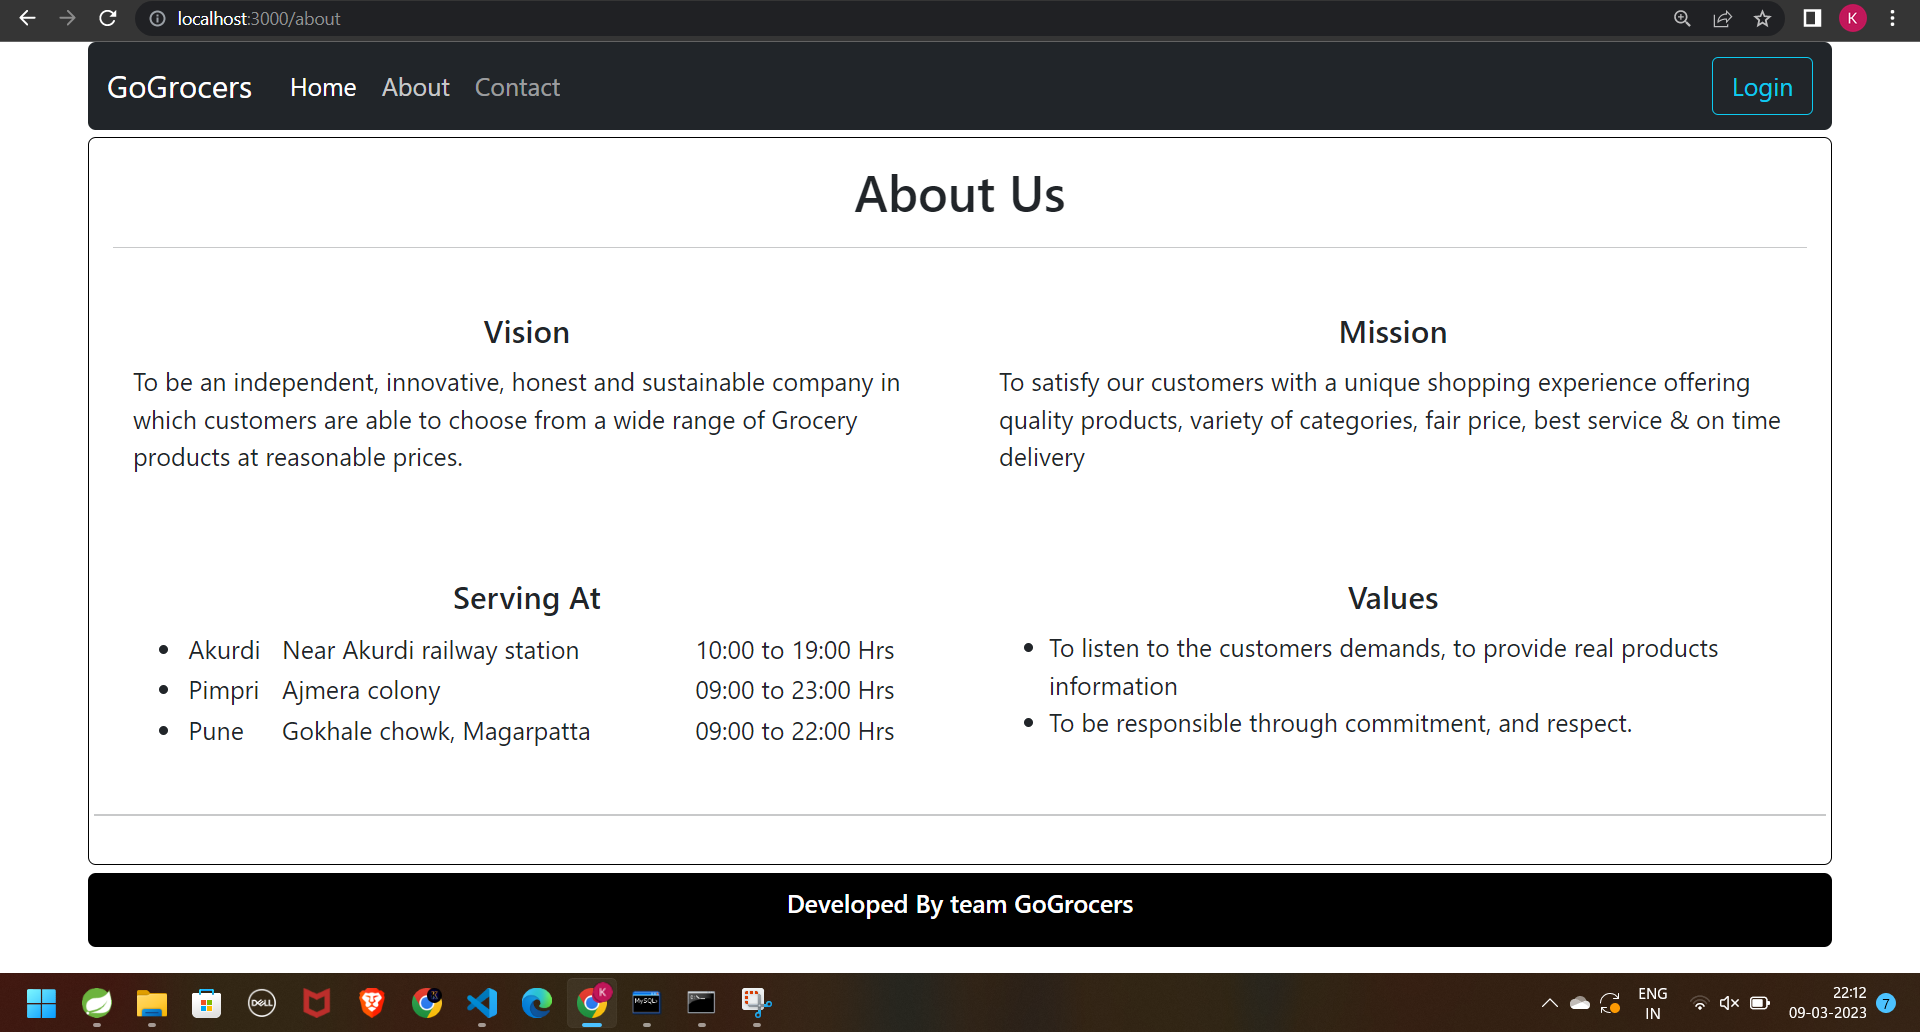 localhost:3000/about
K
GoGrocers Home About Contact Login
About Us
Vision
To be an independent, innovative, honest and sustainable company in
which customers are able to choose from a wide range of Grocery
products at reasonable prices.
Mission
To satisfy our customers with a unique shopping experience offering
quality products, variety of categories, fair price, best service & on time
delivery
Serving At
Akurdi Near Akurdi railway station 10:00 to 19:00 Hrs
Pimpri Ajmera colony 09:00 to 23:00 Hrs
Pune Gokhale chowk, Magarpatta 09:00 to 22:00 Hrs
Values
To listen to the customers demands, to provide real products
information
To be responsible through commitment, and respect.
Developed By team GoGrocers
DELL
K
MySQL
ENG
IN
22:12
09-03-2023
7